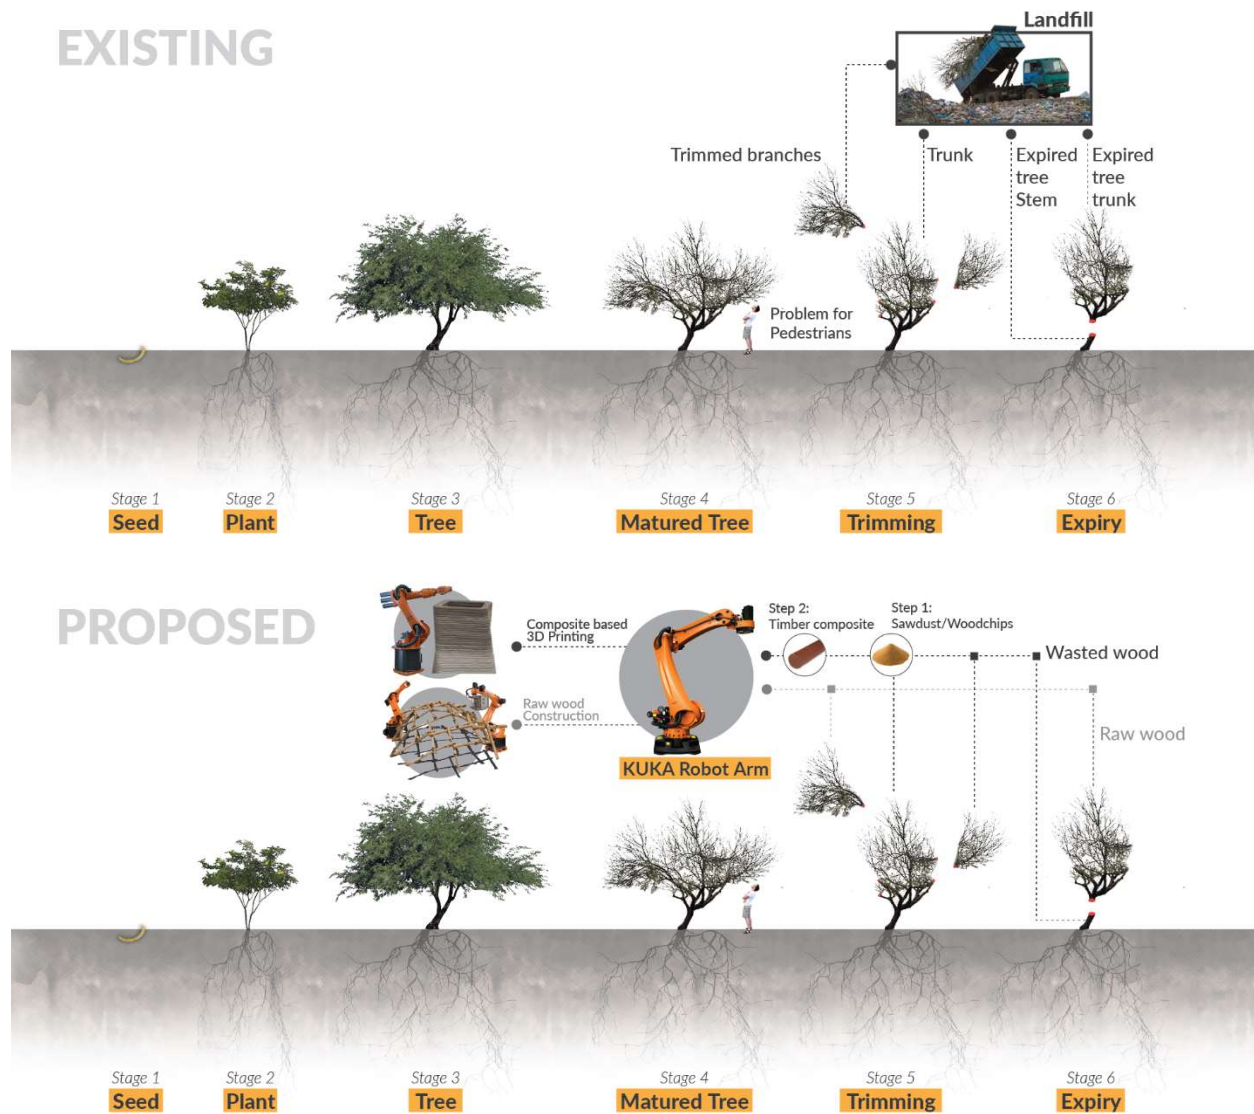 EXISTING
Landfill
Trimmed branches
Trunk
Expired
tree
Stem
Expired
tree
trunk
Problem for
Pedestrians
Stage 1
Seed
Stage 2
Plant
Stage 3
Tree
Stage 4
Matured Tree
Stage 5
Trimming
Stage 6
Expiry
PROPOSED
Composite based
3D Printing
Raw wood
Construction
KUKA Robot Arm
Step 2:
Timber composite
Step 1:
Sawdust/Woodchips
Wasted wood
Raw wood
Stage 1
Seed
Stage 2
Plant
Stage 3
Tree
Stage 4
Matured Tree
Stage 5
Trimming
Stage 6
Expiry